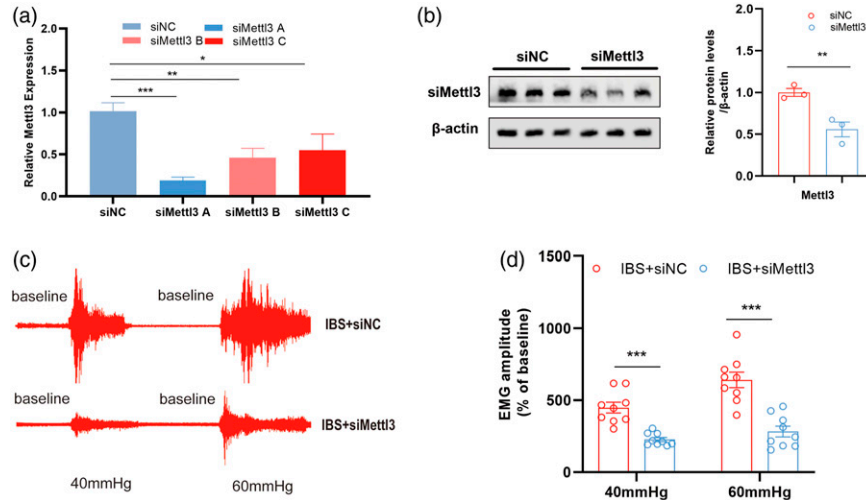 (a)
siNC
siMettl3 A
siMettl3 B
siMettl3 C
Relative Mettl3 Expression
2.0
1.5
1.0
0.5
0.0
*
**
***
siNC
siMettl3 A
siMettl3 B
siMettl3 C
(b)
siNC
siMettl3
siMettl3
β-actin
siNC
siMettl3
Relative protein levels
/β-actin
2.0
1.5
1.0
0.5
0.0
**
Mettl3
(c)
baseline
baseline
IBS+siNC
baseline
baseline
IBS+siMettl3
40mmHg
60mmHg
(d)
IBS+siNC
IBS+siMettl3
EMG amplitude
(% of baseline)
1500
1000
500
0
***
***
40mmHg
60mmHg